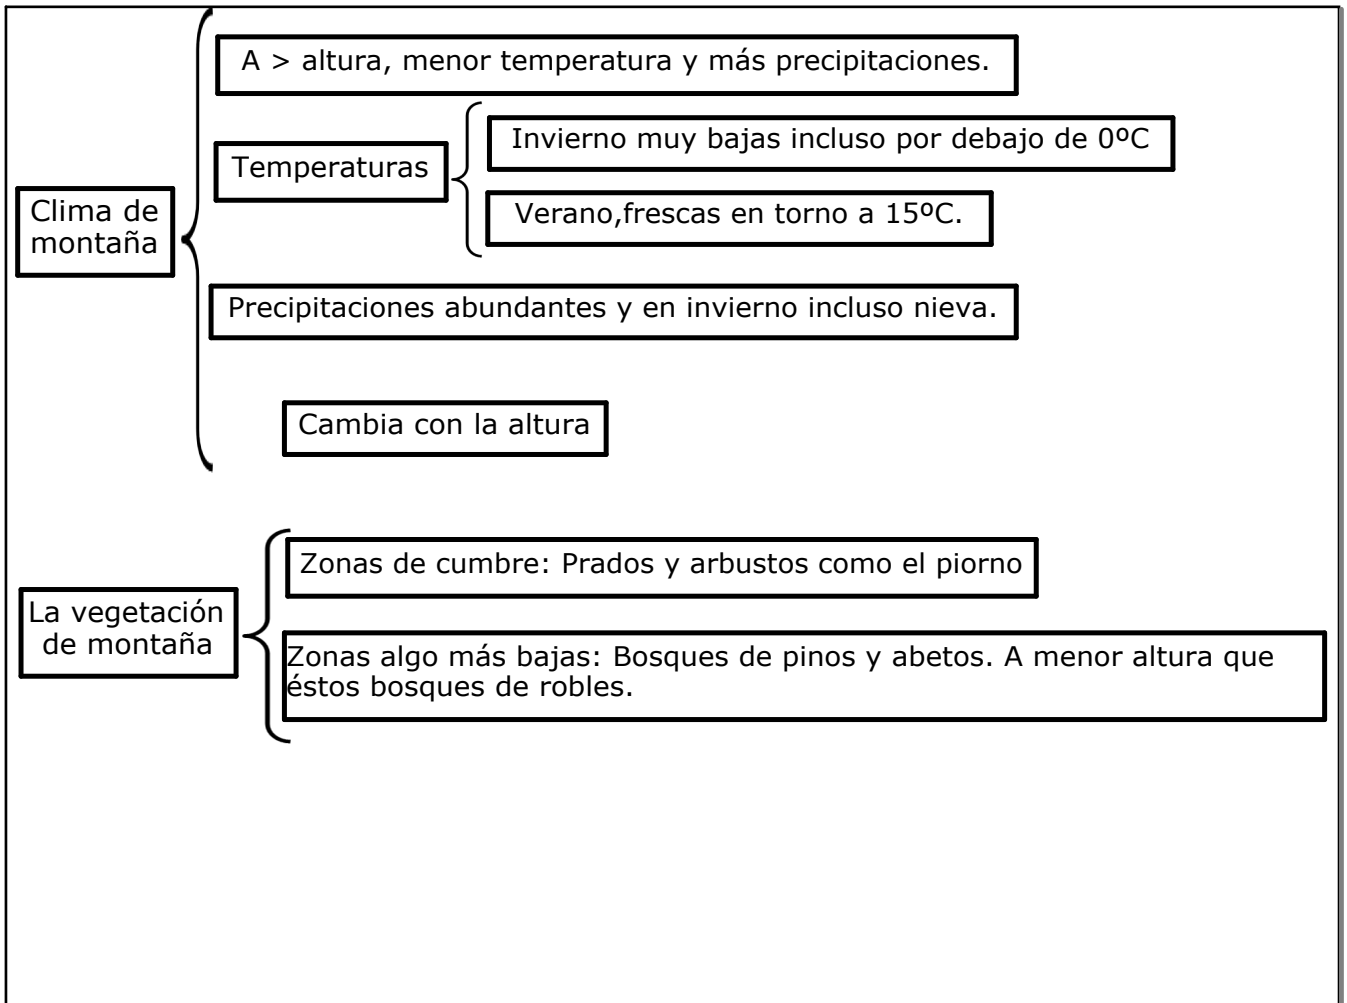 A > altura, menor temperatura y más precipitaciones.
Temperaturas
Invierno muy bajas incluso por debajo de 0ºC
Verano,frescas en torno a 15ºC.
Clima de
montaña
Precipitaciones abundantes y en invierno incluso nieva.
Cambia con la altura
Zonas de cumbre: Prados y arbustos como el piorno
La vegetación
de montaña
Zonas algo más bajas: Bosques de pinos y abetos. A menor altura que
éstos bosques de robles.